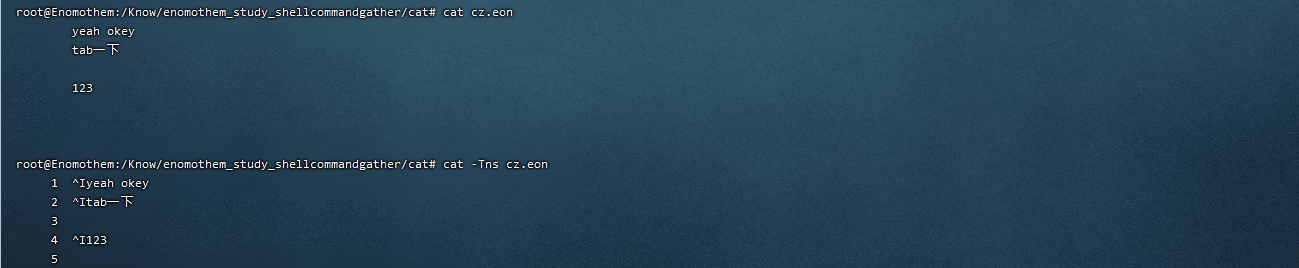 root@Enomothem:/Know/enomothem_study_shellcommandgather/cat# cat cz.eon
yeah okey
tab一下
123
root@Enomothem:/Know/enomothem_study_shellcommandgather/cat# cat -Tns cz.eon
1 ^Iyeah okey
2 ^Itab一下
3
4 ^I123
5